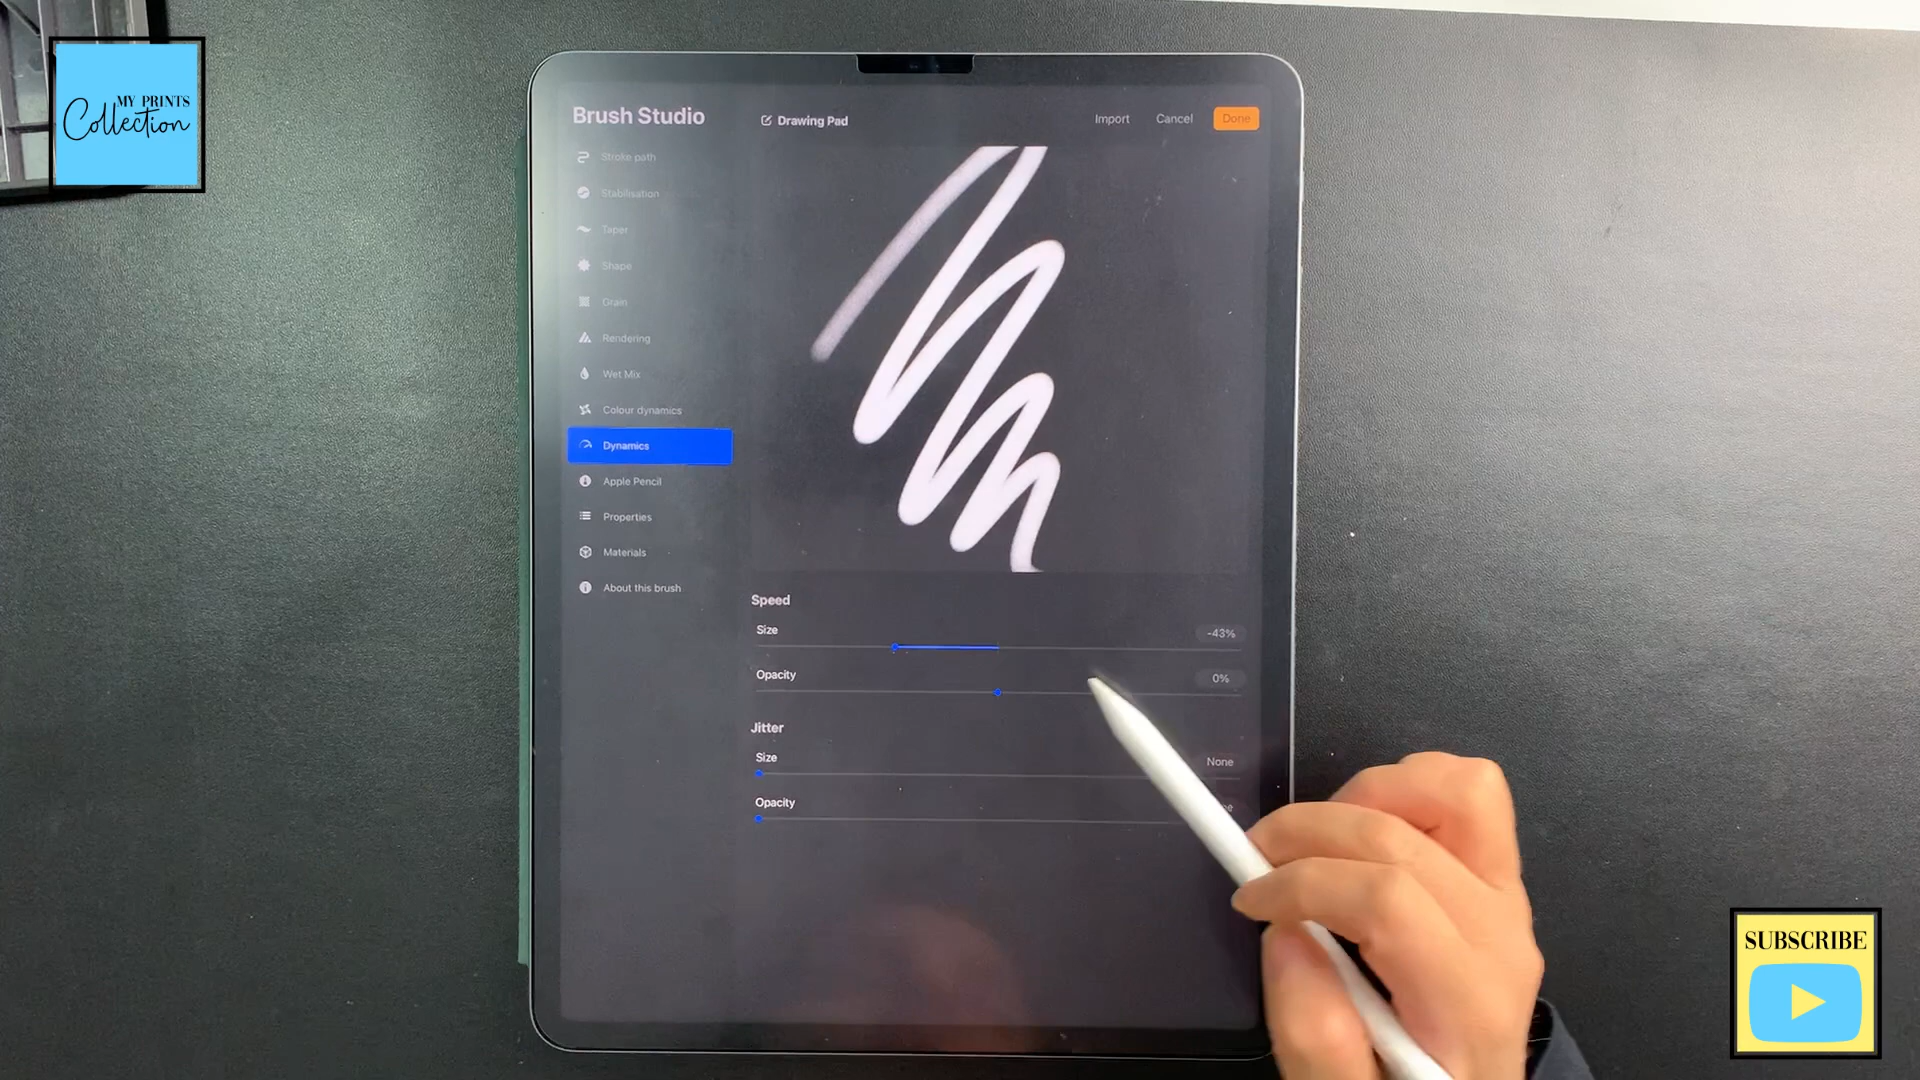 MY PRINTS
Collection
Brush Studio
Drawing Pad
Import
Cancel
Done
Stroke path
Stabilisation
Taper
Shape
Grain
Rendering
Wet Mix
Colour dynamics
Dynamics
Apple Pencil
Properties
Materials
About this brush
Speed
Size
-43%
Opacity
0%
Jitter
Size
None
Opacity
SUBSCRIBE